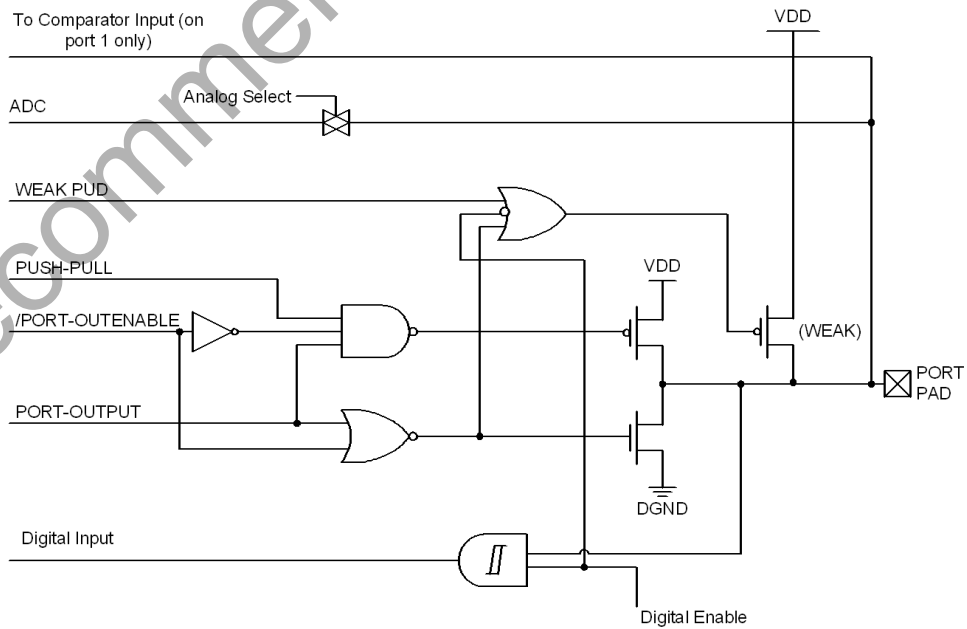 To Comparator Input (on
port 1 only)
VDD
Analog Select
ADC
WEAK PUD
PUSH-PULL
VDD
/PORT-OUTENABLE
(WEAK)
PORT
PAD
PORT-OUTPUT
DGND
Digital Input
Digital Enable